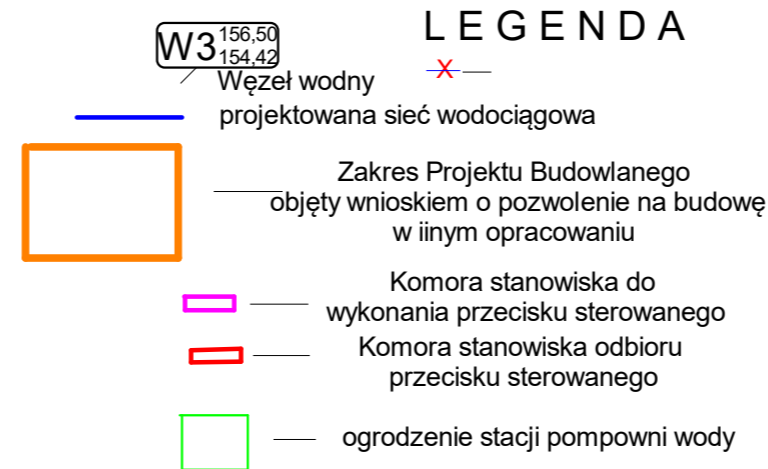 LEGENDA
W3 156,50
154,42
X
Węzeł wodny
projektowana sieć wodociągowa
Zakres Projektu Budowlanego
objęty wnioskiem o pozwolenie na budowę
w iinym opracowaniu
Komora stanowiska do
wykonania przecisku sterowanego
Komora stanowiska odbioru
przecisku sterowanego
ogrodzenie stacji pompowni wody